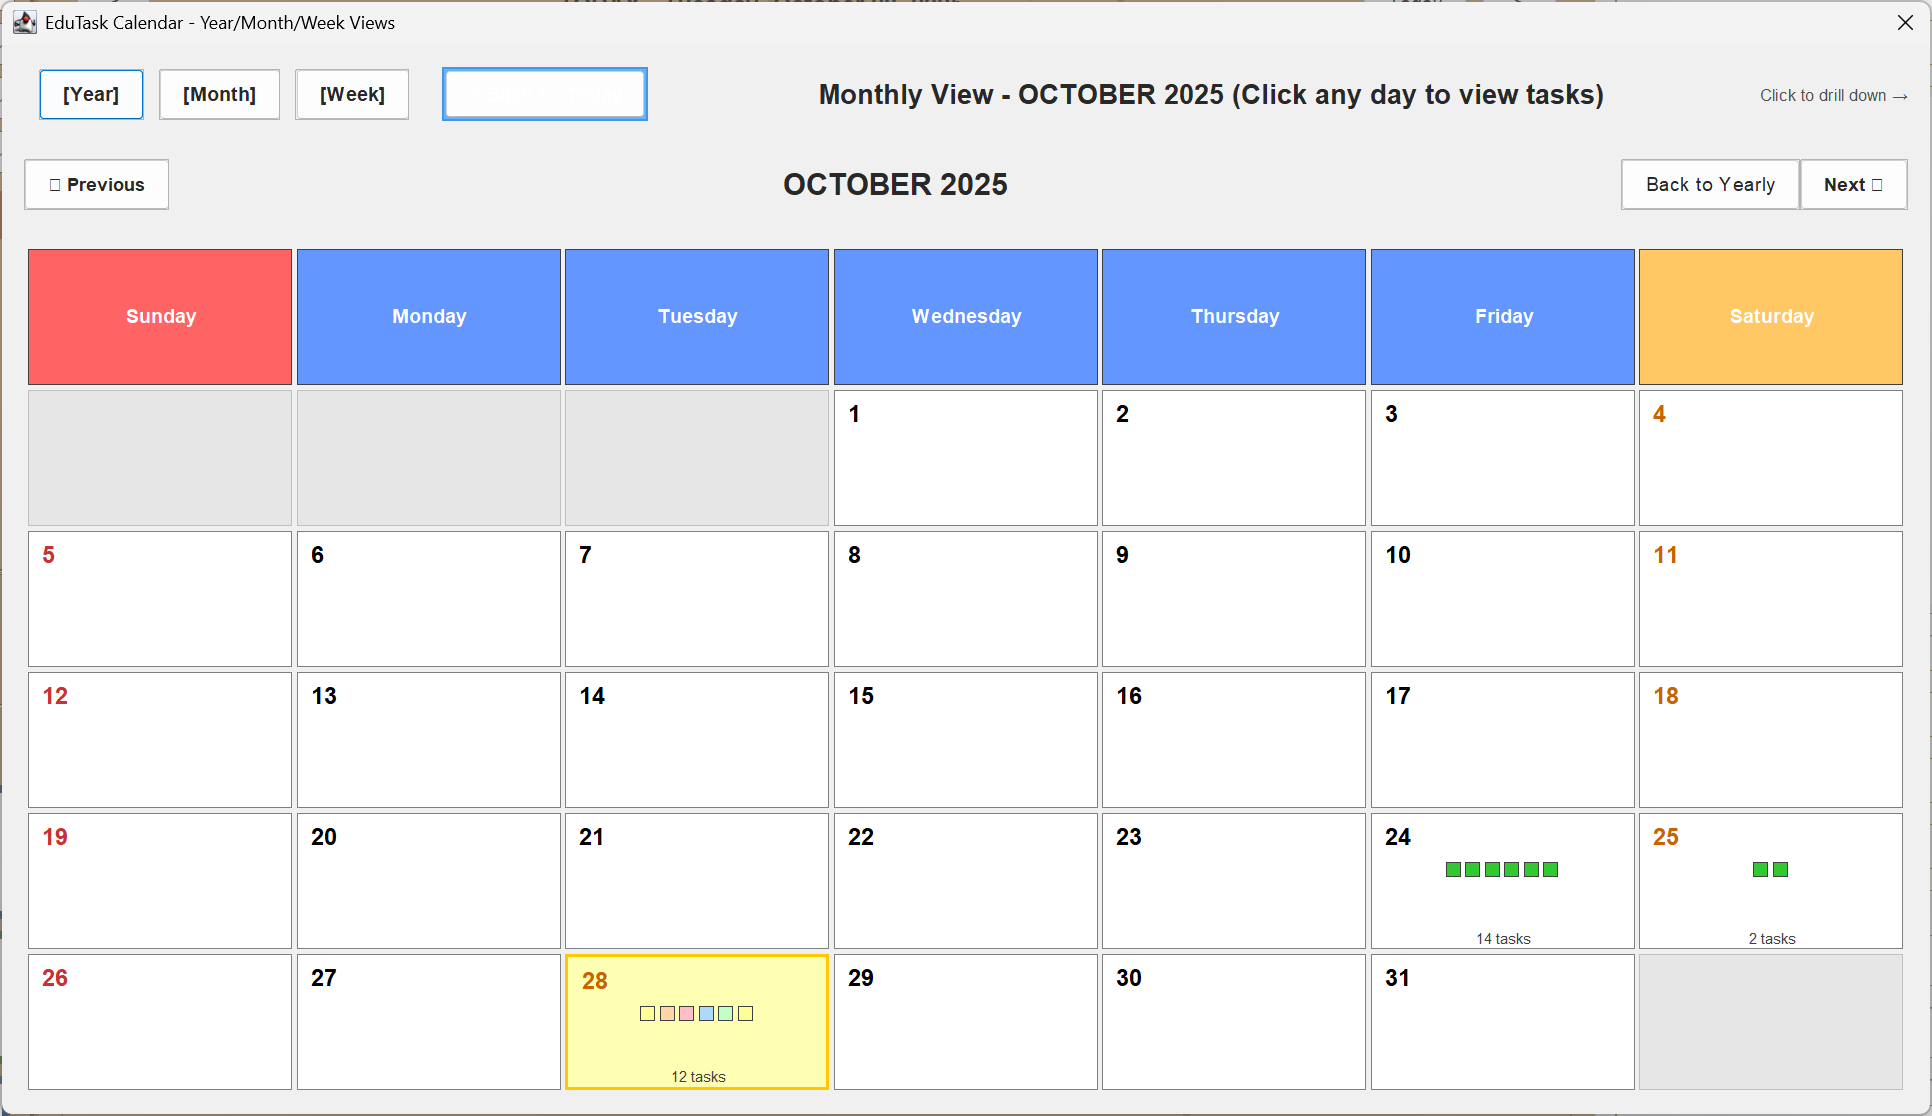 EduTask Calendar - Year/Month/Week Views
[Year] [Month] [Week] Monthly View - OCTOBER 2025 (Click any day to view tasks) Click to drill down →
Previous OCTOBER 2025 Back to Yearly Next
Sunday Monday Tuesday Wednesday Thursday Friday Saturday
1 2 3 4
5 6 7 8 9 10 11
12 13 14 15 16 17 18
19 20 21 22 23 24 25
14 tasks 2 tasks
26 27 28 29 30 31
12 tasks